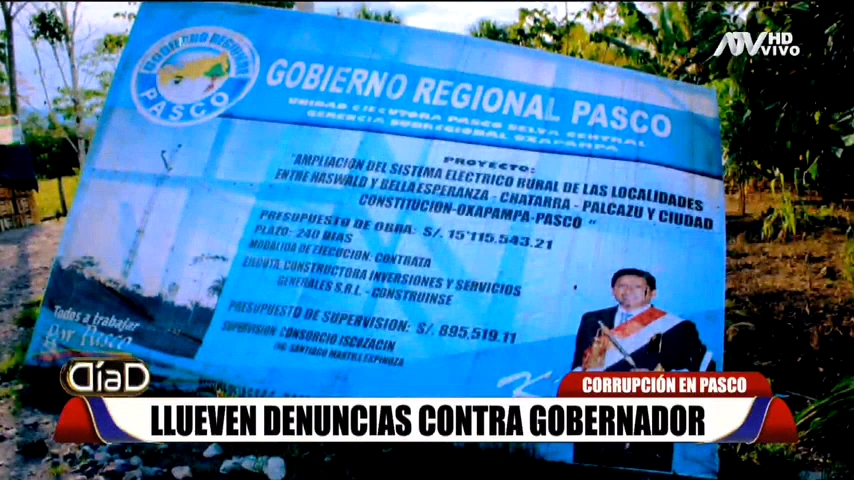 ATV HD
VIVO
GOBIERNO REGIONAL
PASCO
GOBIERNO REGIONAL PASCO
UNIDAD EJECUTORA PASCO SELVA CENTRAL
GERENCIA SUBREGIONAL OXAPAMPA
PROYECTO:
"AMPLIACION DEL SISTEMA ELECTRICO RURAL DE LAS LOCALIDADES
ENTRE HASWALD Y BELLA ESPERANZA - CHATARRA - PALCAZU Y CIUDAD
CONSTITUCION-OXAPAMPA-PASCO "
PRESUPUESTO DE OBRA: S/. 15'115,543.21
PLAZO: 240 DIAS
MODALIDA DE EJECUCION: CONTRATA
EJECUTA: CONSTRUCTORA INVERSIONES Y SERVICIOS
GENERALES S.R.L - CONSTRUINSE
PRESUPUESTO DE SUPERVISION: S/. 895,519.11
SUPERVISION: CONSORCIO ISCOZACIN
ING. SANTIAGO
Todos a trabajar
Por Pasco
DíaD
CORRUPCIÓN EN PASCO
LLUEVEN DENUNCIAS CONTRA GOBERNADOR